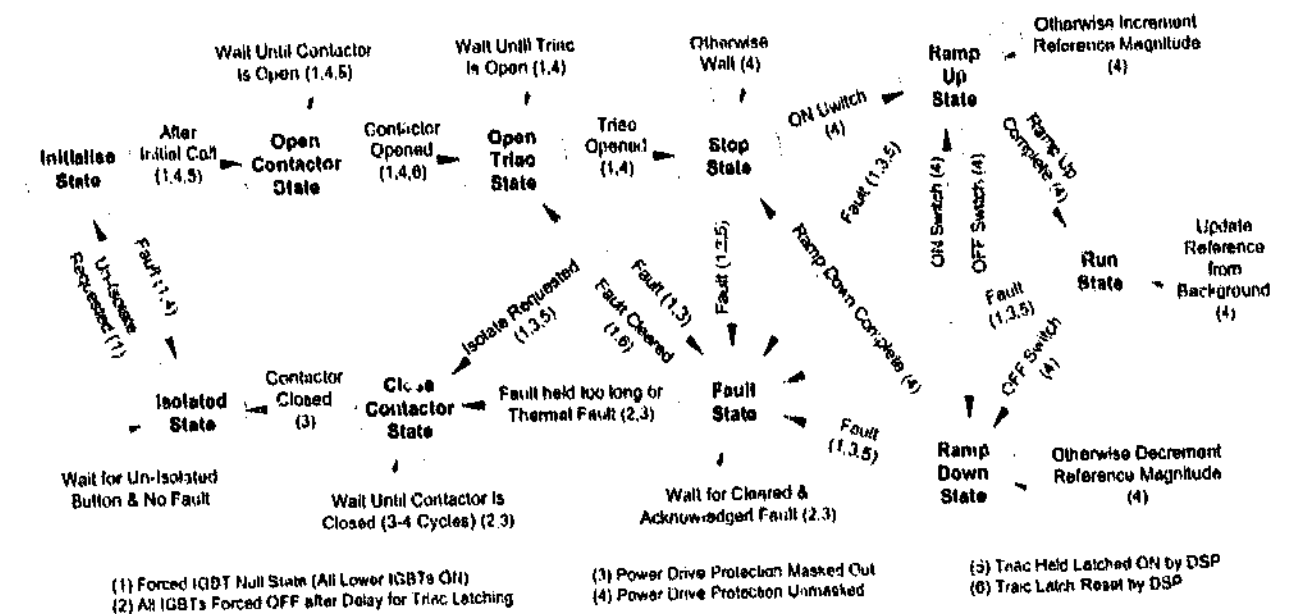 Wait Until Contactor
Is Open (1,4,5)
Wait Until Triac
Is Open (1,4)
Otherwise
Wait (4)
Ramp
Up
State
Otherwise Increment
Reference Magnitude
(4)
Initialise
State
After
Initial Call
(1,4,5)
Open
Contactor
State
Contactor
Opened
(1,4,6)
Open
Triac
State
Triac
Opened
(1,4)
Stop
State
ON Switch
(4)
Fault (1,3,5)
ON Switch (4)
OFF Switch (4)
Ramp Up
Complete (4)
Run
State
Update
Reference
from
Background
(4)
Un-Isolate
Requested (1)
Fault (1,4)
Isolate Requested
(1,3,5)
Fault (1,3)
Fault Cleared
(1,6)
Fault
Ramp Down Complete (4)
Fault
(1,3,5)
OFF Switch
(4)
Isolated
State
Contactor
Closed
(3)
Contactor
State
Fault held too long or
Thermal Fault (2,3)
Fault
State
Fault
(1,3,5)
Ramp
Down
State
Otherwise Decrement
Reference Magnitude
(4)
Wait for Un-Isolated
Button & No Fault
Wait Until Contactor Is
Closed (3-4 Cycles) (2,3)
Wait for Cleared &
Acknowledged Fault (2,3)
(1) Forced IGBT Null State (All Lower IGBTs ON)
(2) All IGBTs Forced OFF after Delay for Triac Latching
(3) Power Drive Protection Masked Out
(4) Power Drive Protection Unmasked
(5) Triac Held Latched ON by DSP
(6) Traic Latch Reset by DSP